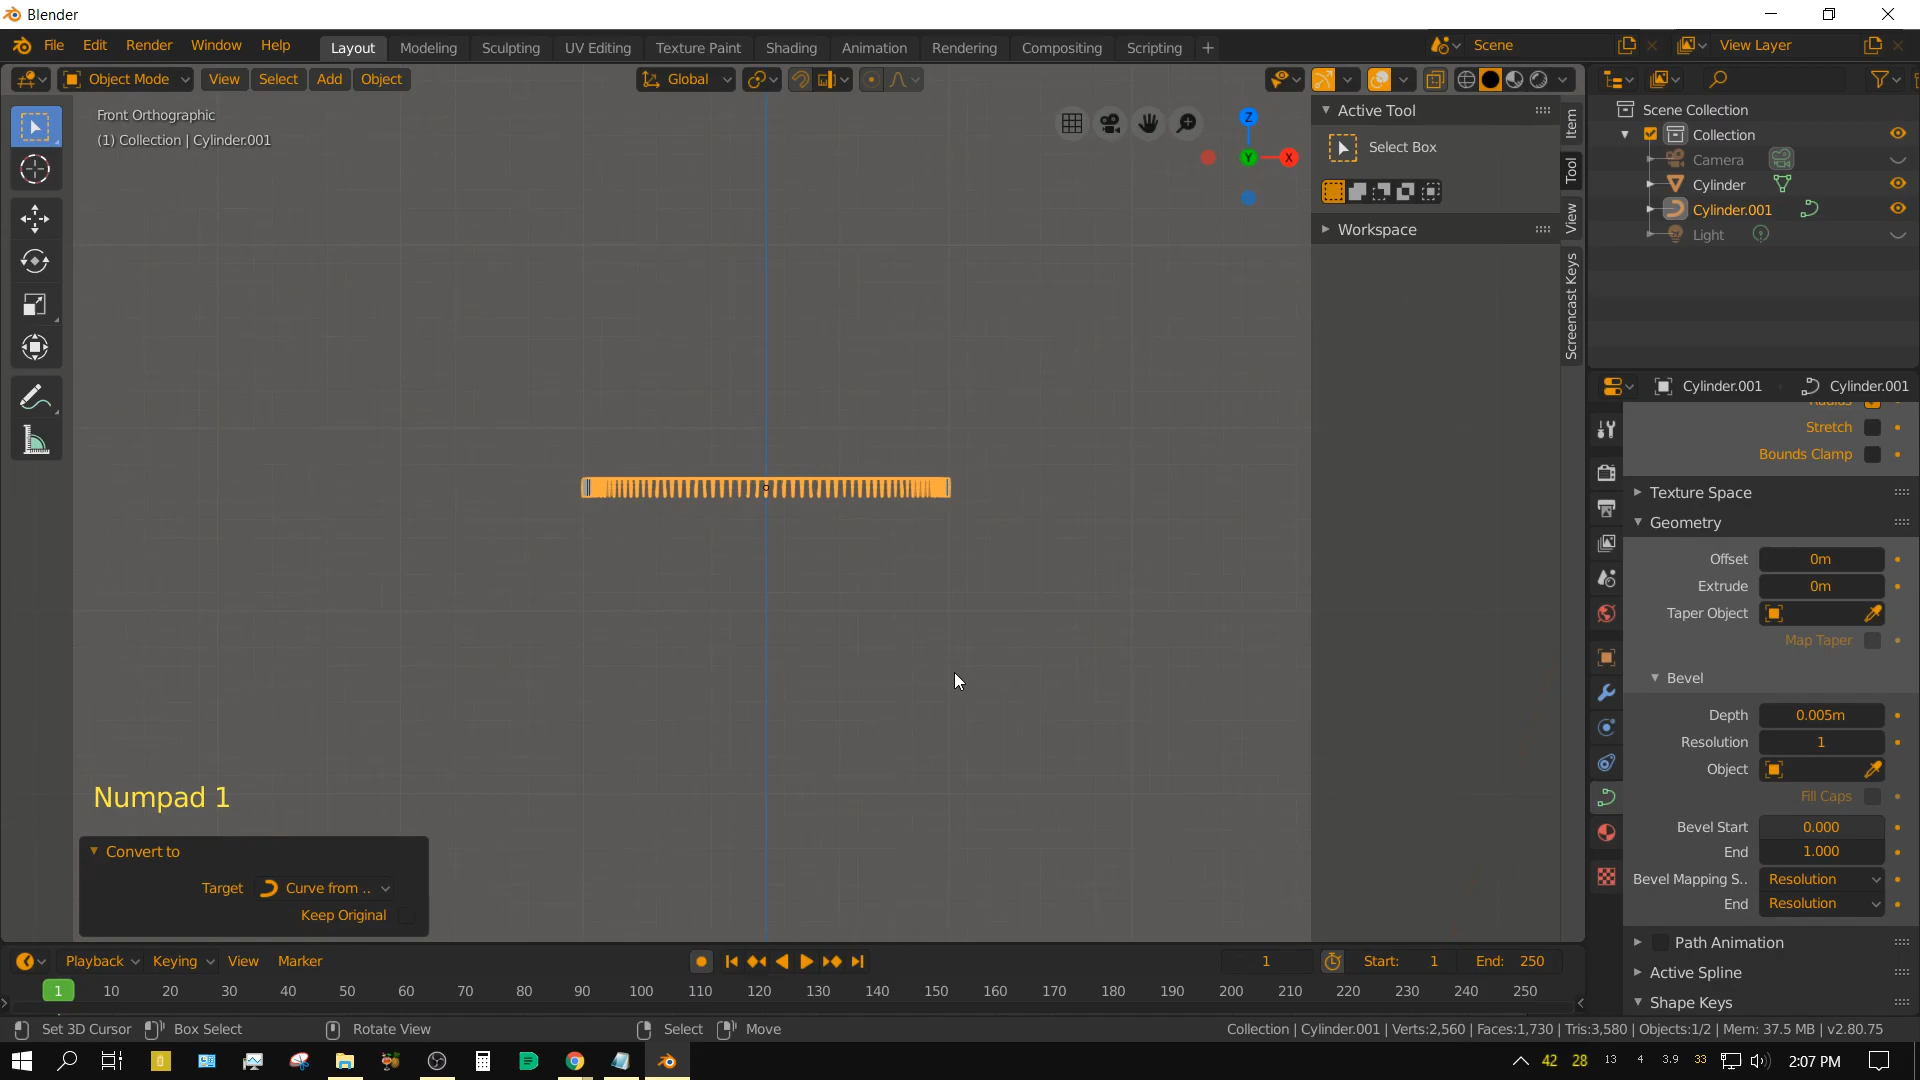 Blender
File Edit Render Window Help Layout Modeling Sculpting UV Editing Texture Paint Shading Animation Rendering Compositing Scripting + Scene View Layer
Object Mode View Select Add Object Global
Front Orthographic
(1) Collection | Cylinder.001
Z
Y
X
Active Tool
Select Box
Workspace
Item
Tool
View
Screencast Keys
Scene Collection
Collection
Camera
Cylinder
Cylinder.001
Light
Cylinder.001 Cylinder.001
Radius
Stretch
Bounds Clamp
Texture Space
Geometry
Offset 0m
Extrude 0m
Taper Object
Map Taper
Bevel
Depth 0.005m
Resolution 1
Object
Fill Caps
Bevel Start 0.000
End 1.000
Bevel Mapping S.. Resolution
End Resolution
Path Animation
Active Spline
Shape Keys
Numpad 1
Convert to
Target Curve from ..
Keep Original
Playback Keying View Marker 1 Start: 1 End: 250
1 10 20 30 40 50 60 70 80 90 100 110 120 130 140 150 160 170 180 190 200 210 220 230 240 250
Set 3D Cursor Box Select Rotate View Select Move Collection | Cylinder.001 | Verts:2,560 | Faces:1,730 | Tris:3,580 | Objects:1/2 | Mem: 37.5 MB | v2.80.75
42 28 13 4 3.9 33 2:07 PM